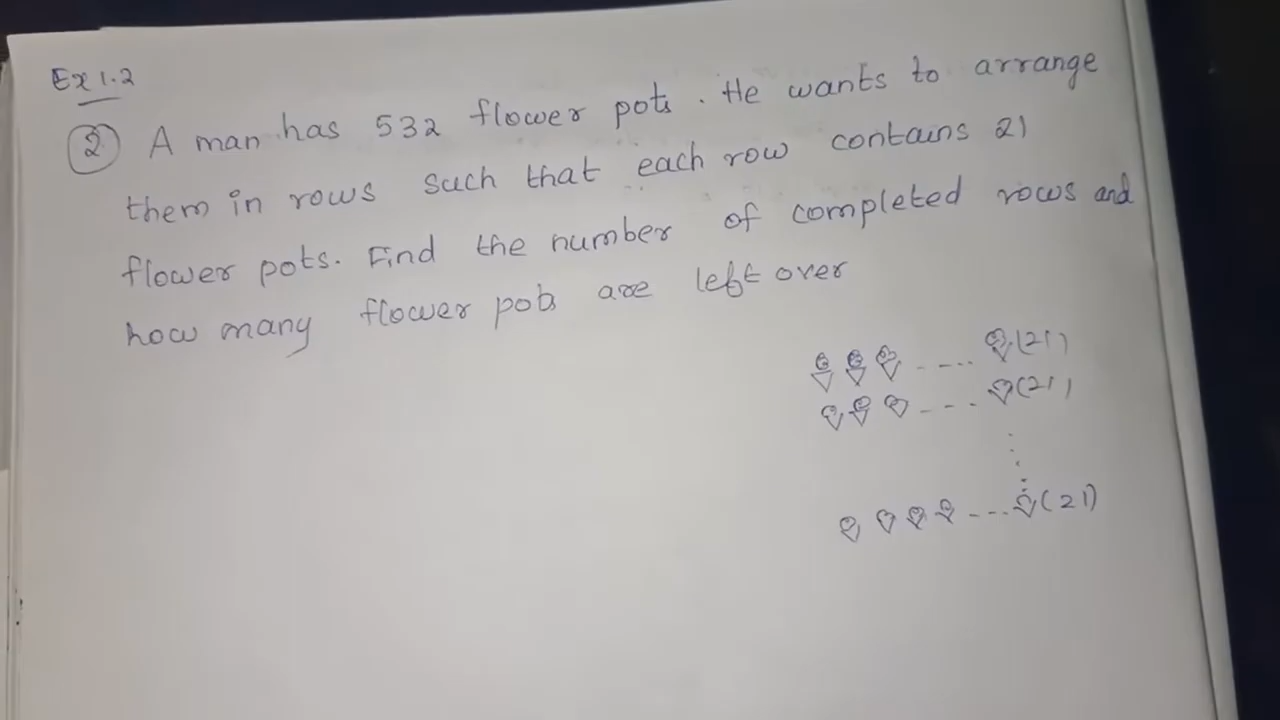 Ex 1.2
2 A man has 532 flower pots. He wants to arrange
them in rows such that each row contains 21
flower pots. Find the number of completed rows and
how many flower pots are left over
.... (21)
--- (21)
--- (21)